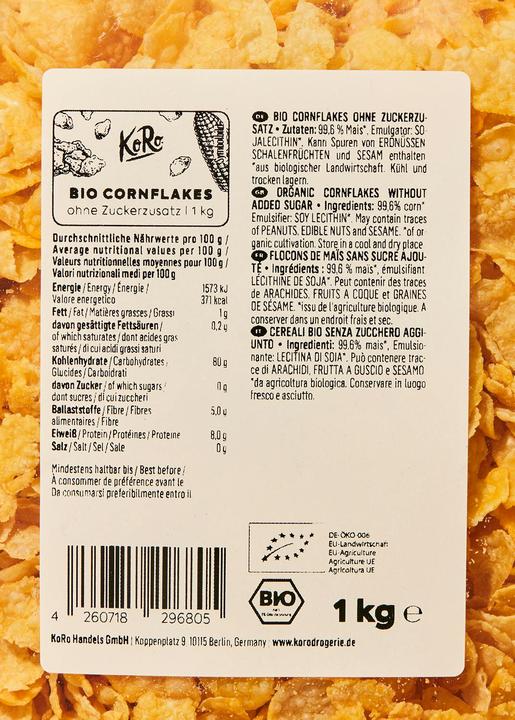 KoRo
BIO CORNFLAKES
ohne Zuckerzusatz | 1 kg
Durchschnittliche Nährwerte pro 100 g /
Average nutritional values per 100 g /
Valeurs nutritionnelles moyennes pour 100 g /
Valori nutrizionali medi per 100 g
Energie / Energy / Énergie / 1573 kJ
Valore energetico 371 kcal
Fett / Fat / Matières grasses / Grassi 1 g
davon gesättigte Fettsäuren / 0,2 g
of which saturates / dont acides gras
saturés / di cui acidi grassi saturi
Kohlenhydrate / Carbohydrates / 80 g
Glucides / Carboidrati
davon Zucker / of which sugars / 0 g
dont sucres / di cui zuccheri
Ballaststoffe / Fibre / Fibres 5,0 g
alimentaires / Fibre
Eiweiß / Protein / Protéines / Proteine 8,0 g
Salz / Salt / Sel / Sale 0 g
Mindestens haltbar bis / Best before /
À consommer de préférence avant le
Da consumarsi preferibilmente entro il
4 260718 296805
KoRo Handels GmbH | Koppenplatz 9 10115 Berlin, Germany | www.korodrogerie.de
DE BIO CORNFLAKES OHNE ZUCKERZU-
SATZ • Zutaten: 99,6 % Mais*, Emulgator: SO-
JALECITHIN*. Kann Spuren von ERDNÜSSEN
SCHALENFRÜCHTEN und SESAM enthalten
*aus biologischer Landwirtschaft. Kühl und
trocken lagern.
ORGANIC CORNFLAKES WITHOUT
ADDED SUGAR • Ingredients: 99,6% corn*
Emulsifier: SOY LECITHIN*. May contain traces
of PEANUTS, EDIBLE NUTS and SESAME. *of or
ganic cultivation. Store in a cool and dry place
FLOCONS DE MAÏS SANS SUCRE AJOU-
TÉ • Ingrédients : 99,6 % mais*, émulsifiant
LÉCITHINE DE SOJA*. Peut contenir des traces
de ARACHIDES, FRUITS A COQUE et GRAINES
DE SÉSAME. *issu de l'agriculture biologique. A
conserver dans un endroit frais et sec.
IT CEREALI BIO SENZA ZUCCHERO AGGI-
UNTO • Ingredienti: 99.6% mais*, Emulsio-
nante: LECITINA DI SOIA*. Può contenere trac-
ce di ARACHIDI, FRUTTA A GUSCIO e SESAMO
*da agricoltura biologica. Conservare in luogo
fresco e asciutto.
DE-ÖKO-006
EU-Landwirtschaft
EU-Agriculture
Agriculture UE
Agricoltura UE
BIO
1 kg e